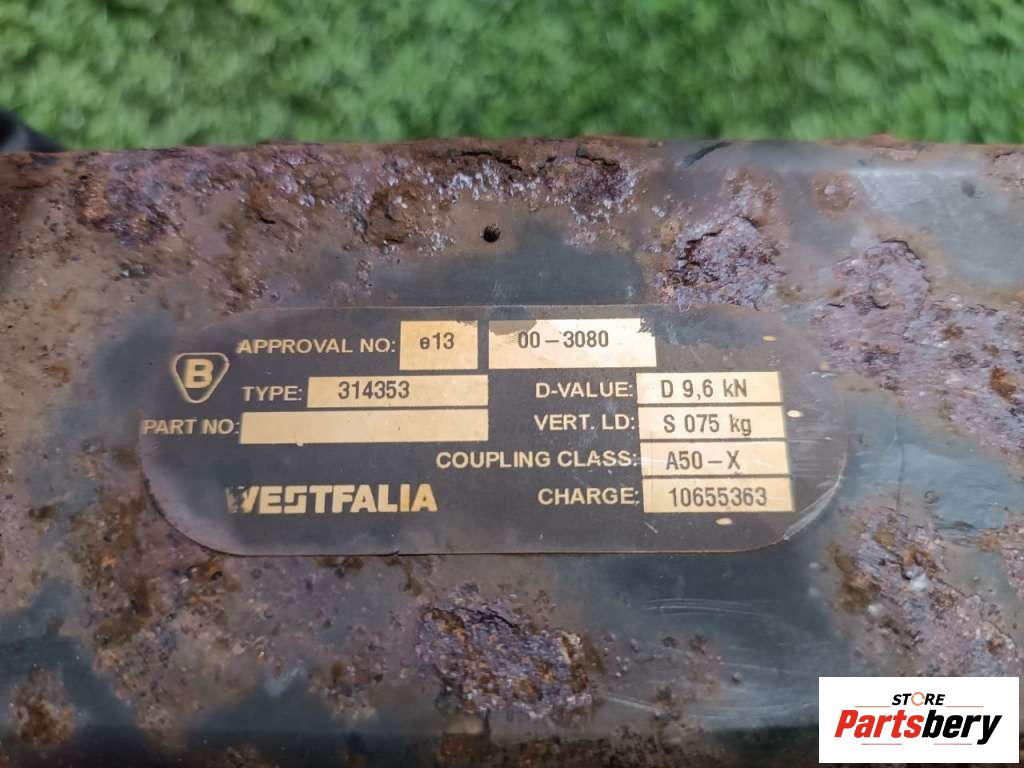 APPROVAL NO: e13 00-3080
B
TYPE: 314353 D-VALUE: D 9,6 kN
PART NO: VERT. LD: S 075 kg
COUPLING CLASS: A50-X
WESTFALIA CHARGE: 10655363
STORE
Partsbery